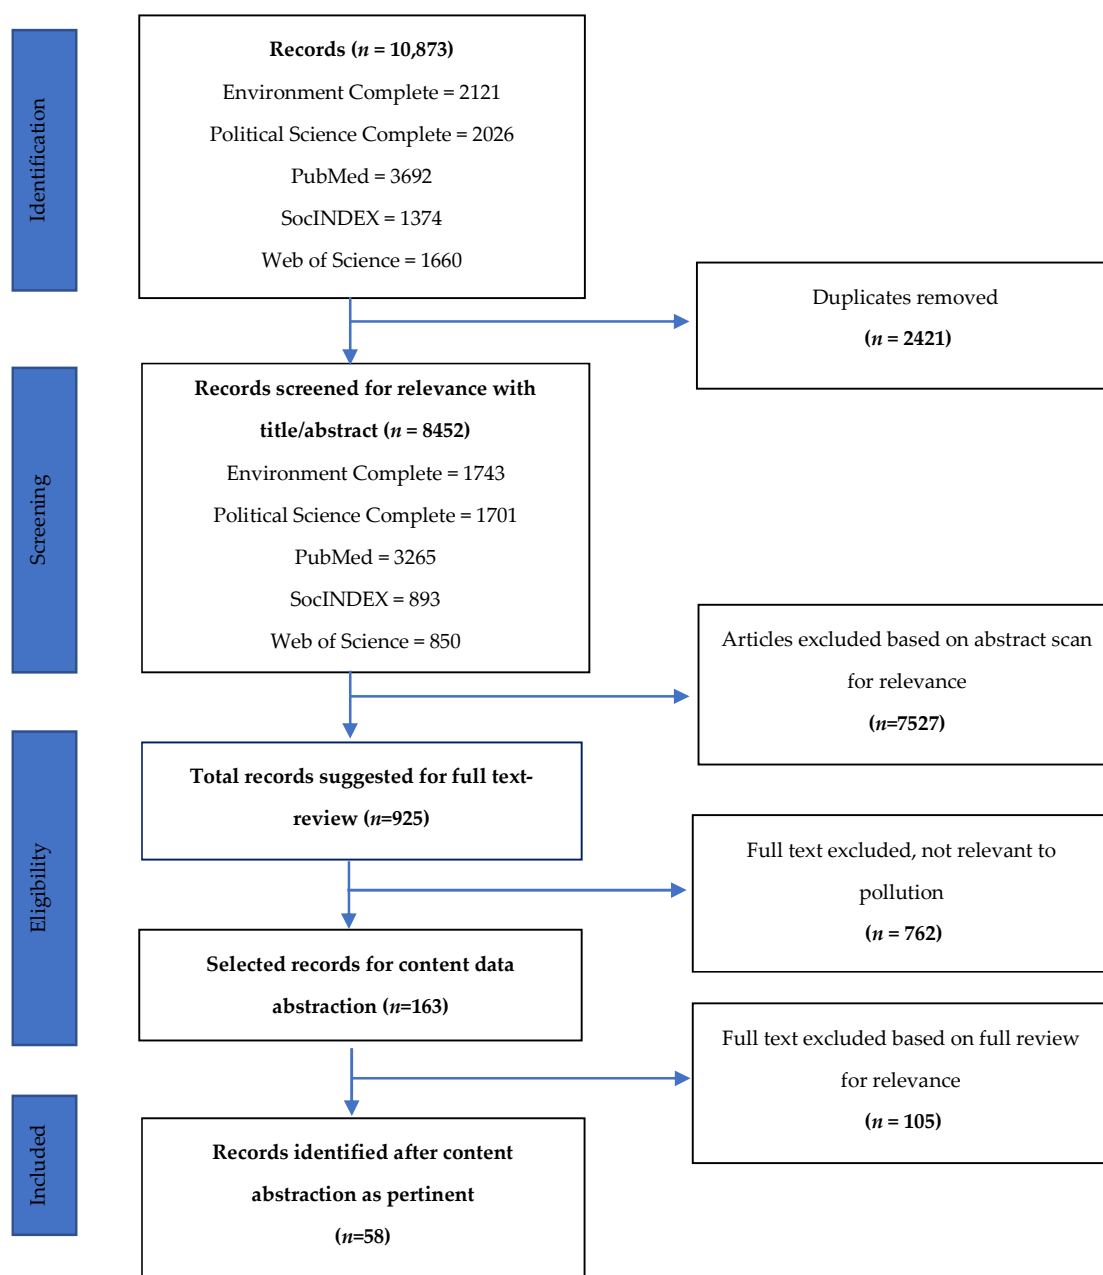 Identification
Records (n = 10,873)
Environment Complete = 2121
Political Science Complete = 2026
PubMed = 3692
SocINDEX = 1374
Web of Science = 1660
Duplicates removed
(n = 2421)
Screening
Records screened for relevance with
title/abstract (n = 8452)
Environment Complete = 1743
Political Science Complete = 1701
PubMed = 3265
SocINDEX = 893
Web of Science = 850
Articles excluded based on abstract scan
for relevance
(n=7527)
Eligibility
Total records suggested for full text-
review (n=925)
Full text excluded, not relevant to
pollution
(n = 762)
Selected records for content data
abstraction (n=163)
Full text excluded based on full review
for relevance
(n = 105)
Included
Records identified after content
abstraction as pertinent
(n=58)